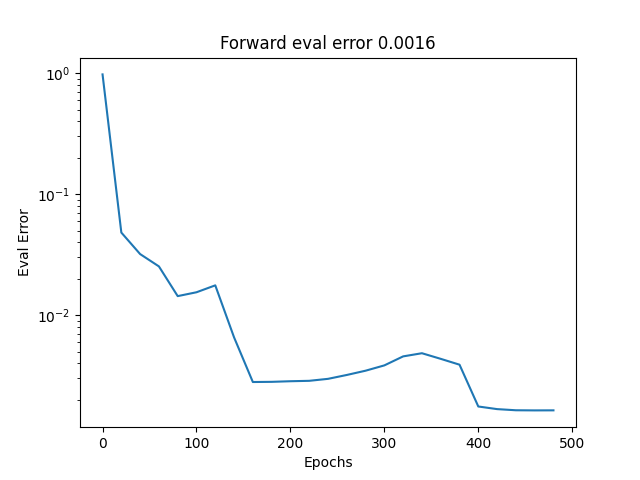 Forward eval error 0.0016
Eval Error
10⁰
10⁻¹
10⁻²
0 100 200 300 400 500
Epochs